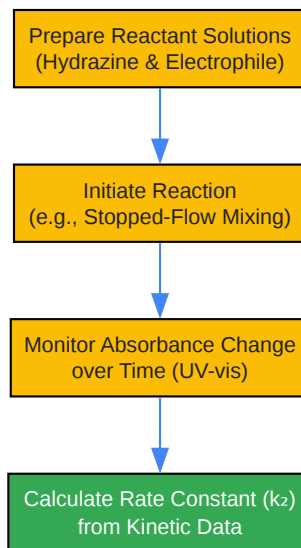 Prepare Reactant Solutions
(Hydrazine & Electrophile)
Initiate Reaction
(e.g., Stopped-Flow Mixing)
Monitor Absorbance Change
over Time (UV-vis)
Calculate Rate Constant (k₂)
from Kinetic Data